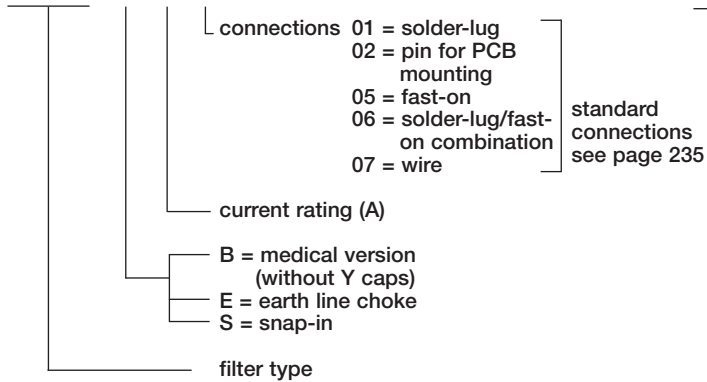 connections 01 = solder-lug
02 = pin for PCB
mounting
05 = fast-on
06 = solder-lug/fast-
on combination
07 = wire
standard
connections
see page 235
current rating (A)
B = medical version
(without Y caps)
E = earth line choke
S = snap-in
filter type